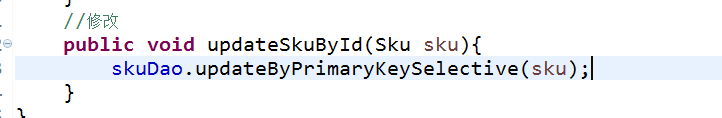 }
//修改
public void updateSkuById(Sku sku){
skuDao.updateByPrimaryKeySelective(sku);
}
}